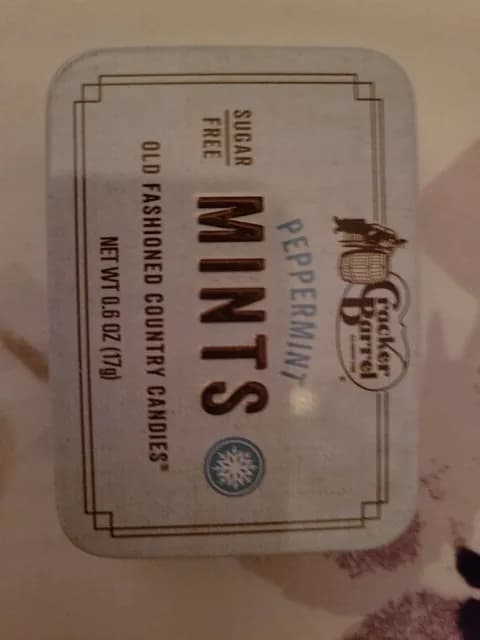 Cracker
Barrel
PEPPERMINT
SUGAR
FREE
MINTS
OLD FASHIONED COUNTRY CANDIES®
NET WT 0.6 OZ (17g)